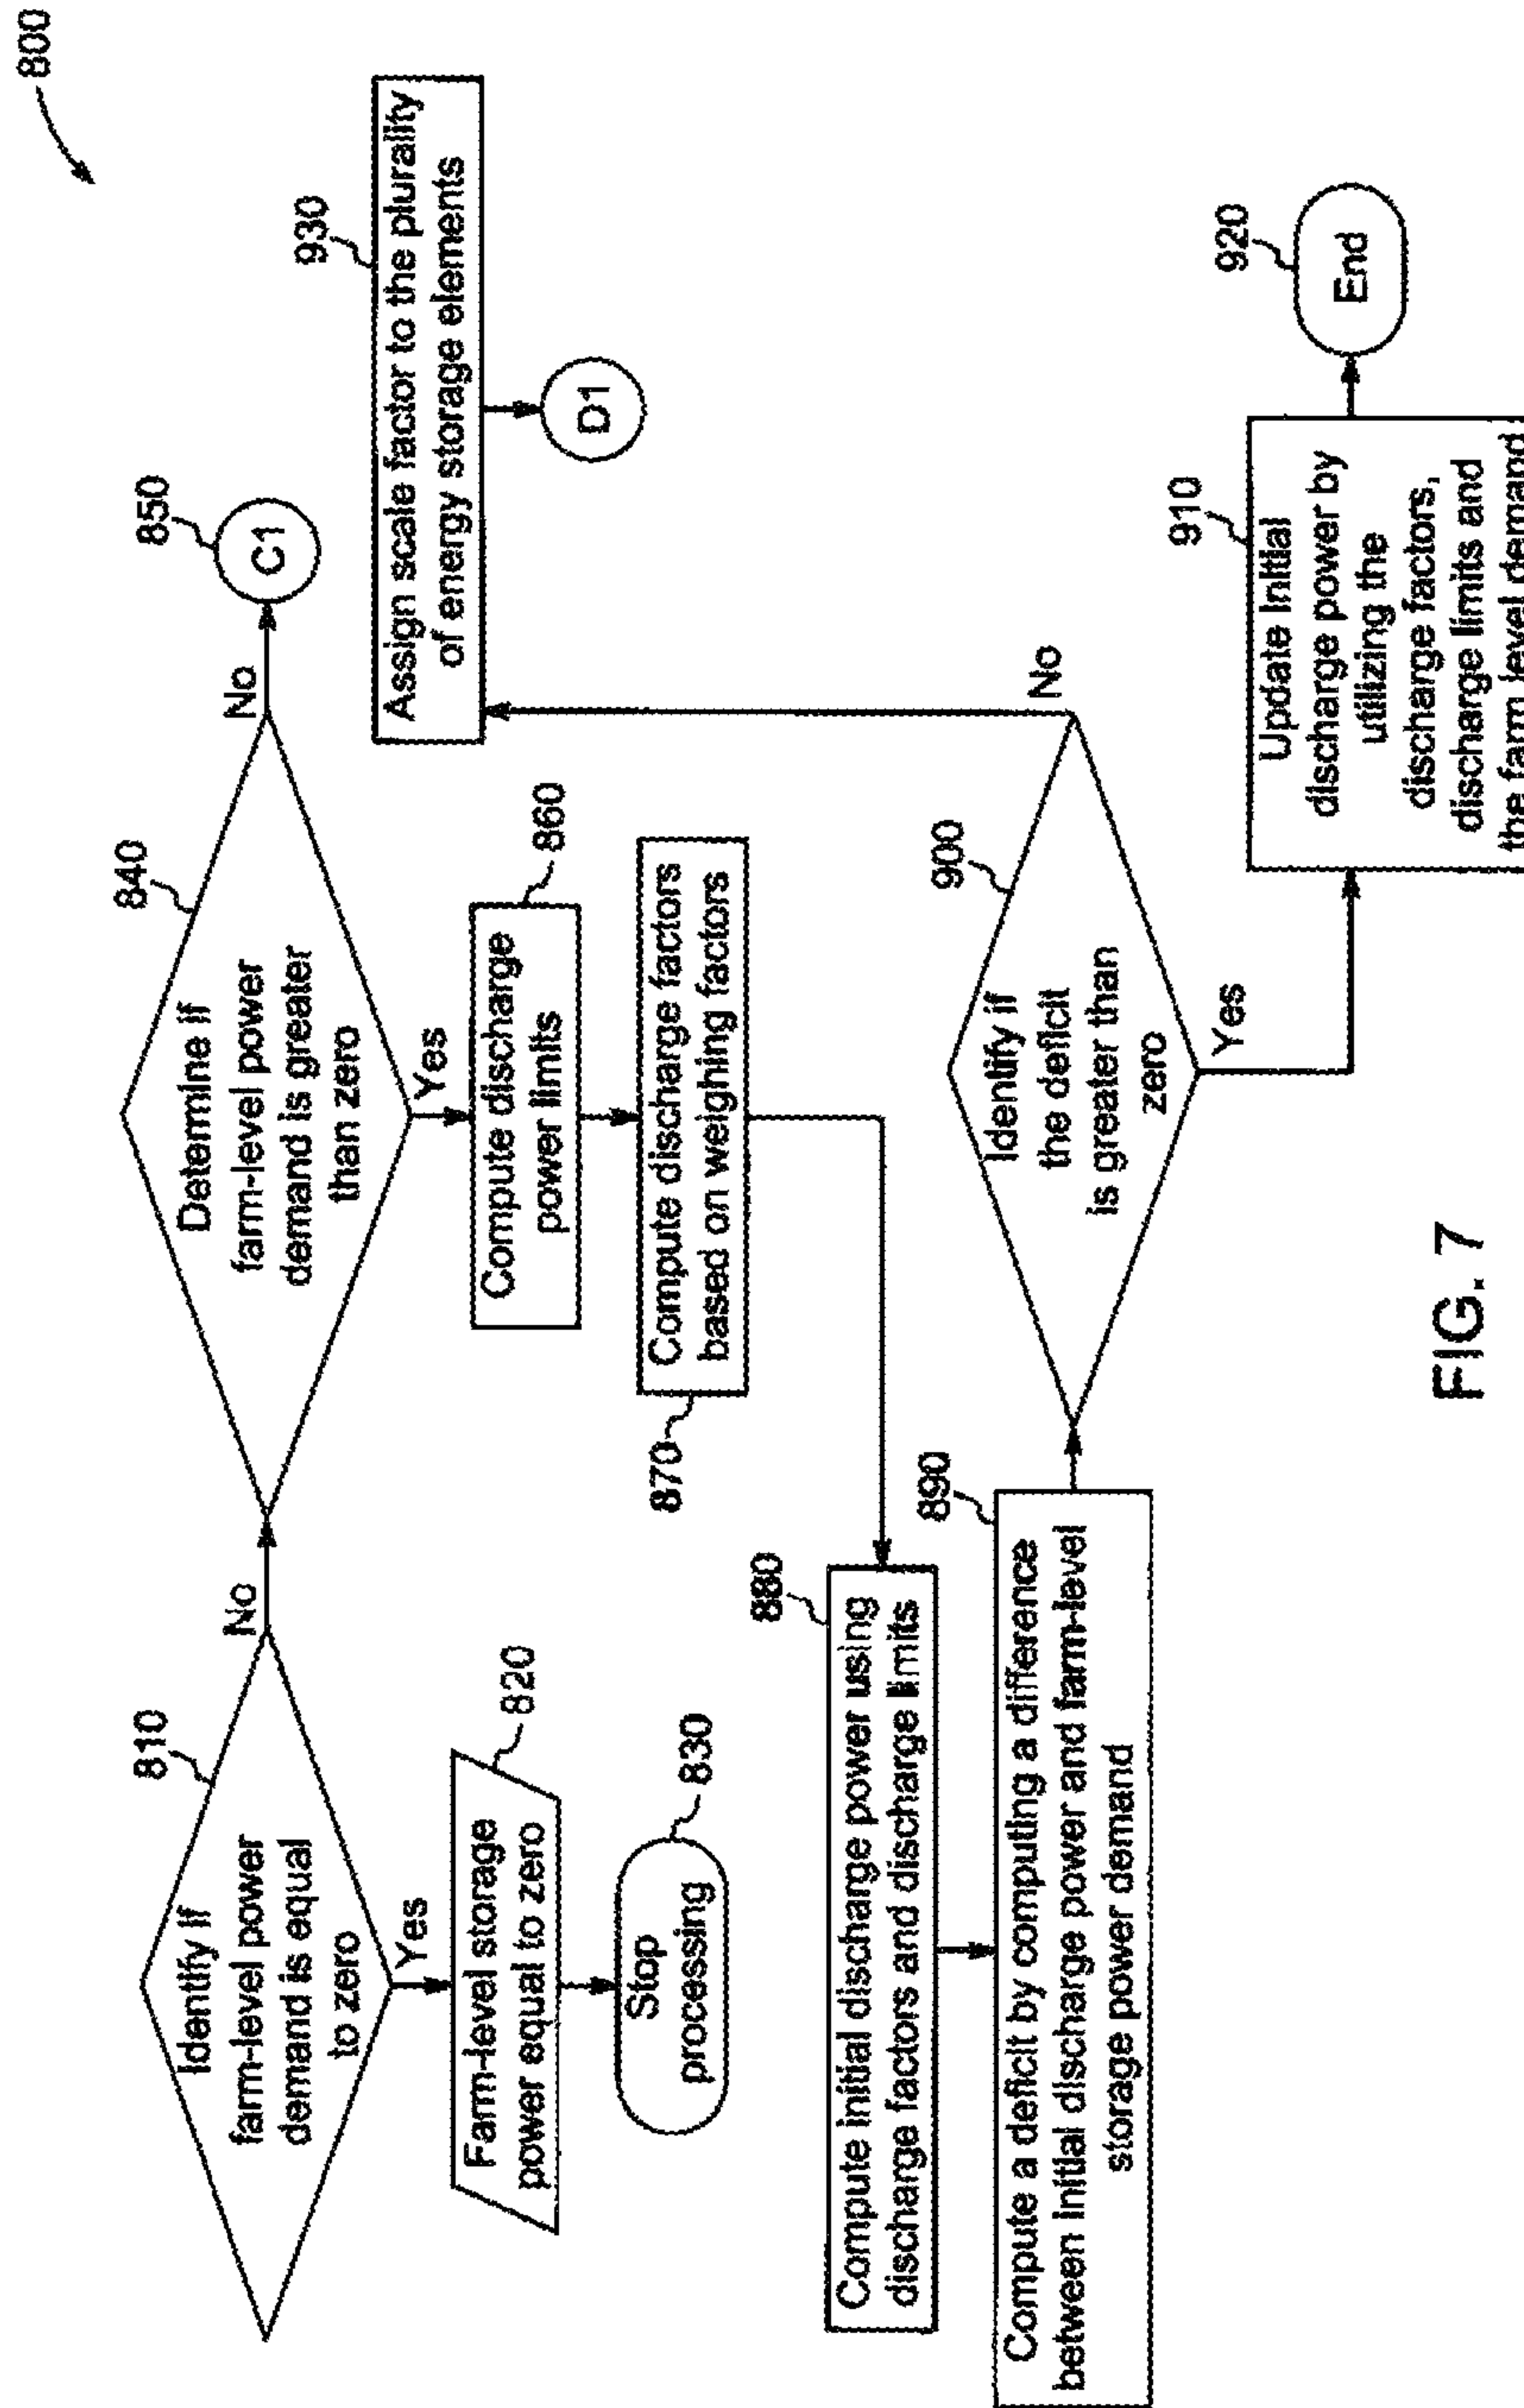 800
810
Identify if
farm-level power
demand is equal
to zero
No
Yes
820
Farm-level storage
power equal to zero
830
Stop
processing
840
Determine if
farm-level power
demand is greater
than zero
No
850
C1
Yes
860
Compute discharge
power limits
870
Compute discharge factors
based on weighing factors
880
Compute initial discharge power using
discharge factors and discharge limits
890
Compute a deficit by computing a difference
between initial discharge power and farm-level
storage power demand
900
Identify if
the deficit
is greater than
zero
No
930
Assign scale factor to the plurality
of energy storage elements
D1
Yes
910
Update initial
discharge power by
utilizing the
discharge factors,
discharge limits and
the farm level demand
920
End
FIG. 7